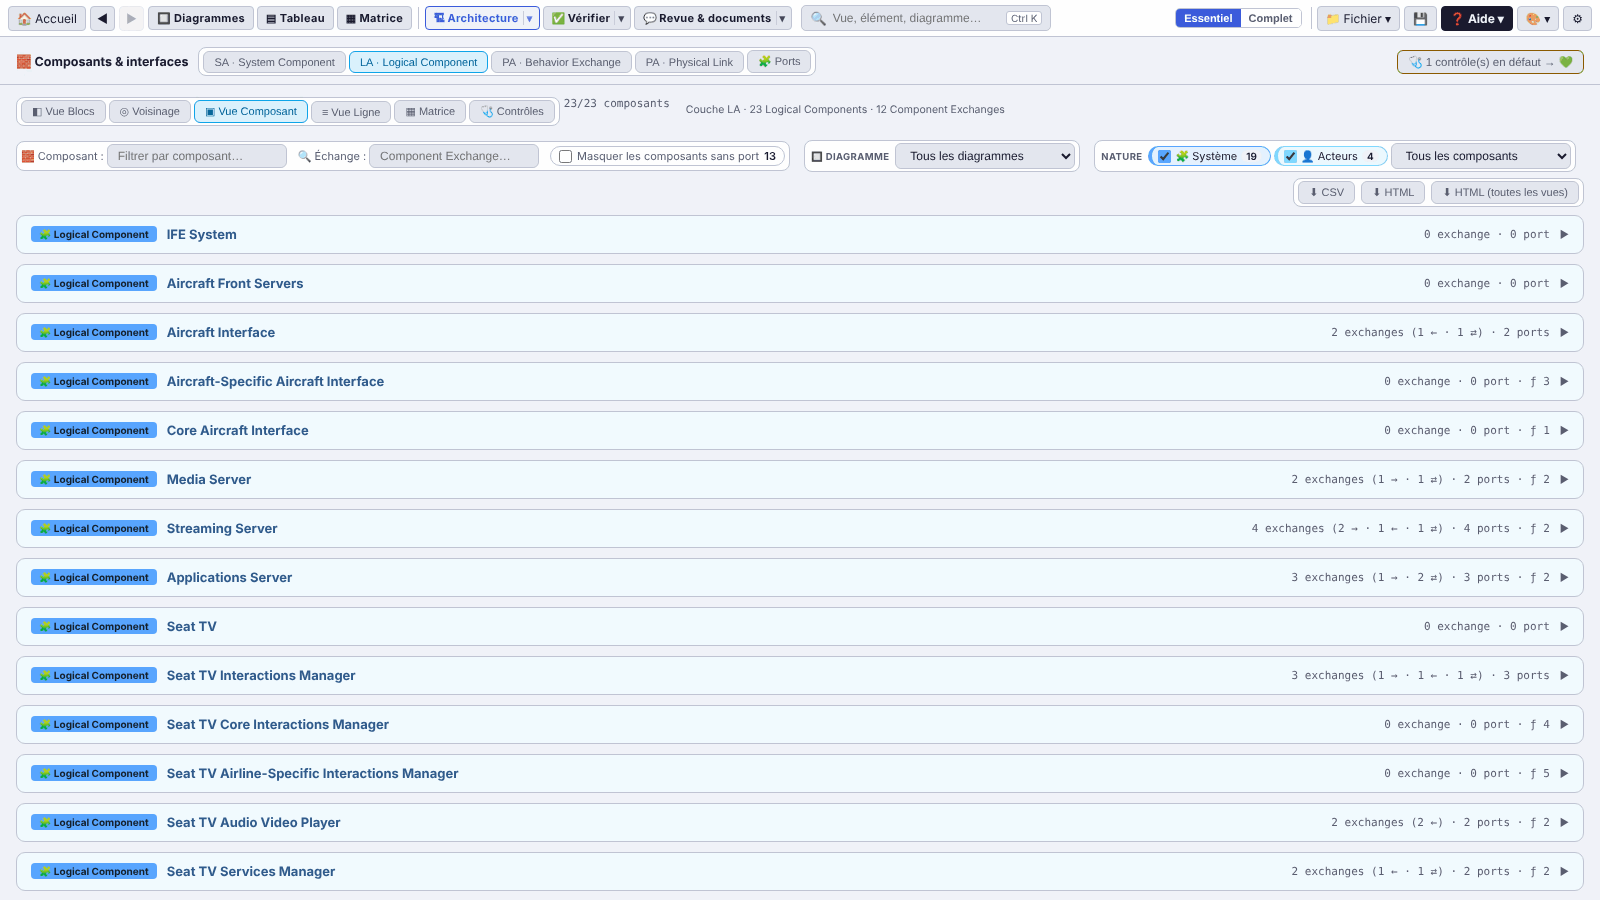 🏠 Accueil ◀ ▶ 🔲 Diagrammes ▤ Tableau ▦ Matrice 🏗 Architecture ▾ ✅ Vérifier ▾ 💬 Revue & documents ▾ 🔍 Vue, élément, diagramme… Ctrl K Essentiel Complet 📁 Fichier ▾ 💾 ❓ Aide ▾ 🎨 ▾ ⚙
🧱 Composants & interfaces SA · System Component LA · Logical Component PA · Behavior Exchange PA · Physical Link 🧩 Ports 🩺 1 contrôle(s) en défaut → 💚
◧ Vue Blocs ◎ Voisinage ▣ Vue Composant ≡ Vue Ligne ▦ Matrice 🩺 Contrôles 23/23 composants Couche LA · 23 Logical Components · 12 Component Exchanges
🧱 Composant : Filtrer par composant… 🔍 Échange : Component Exchange… Masquer les composants sans port 13 🔲 DIAGRAMME Tous les diagrammes NATURE 🧩 Système 19 👤 Acteurs 4 Tous les composants
⬇ CSV ⬇ HTML ⬇ HTML (toutes les vues)
🧩 Logical Component IFE System 0 exchange · 0 port ▶
🧩 Logical Component Aircraft Front Servers 0 exchange · 0 port ▶
🧩 Logical Component Aircraft Interface 2 exchanges (1 ← · 1 ⇄) · 2 ports ▶
🧩 Logical Component Aircraft-Specific Aircraft Interface 0 exchange · 0 port · ƒ 3 ▶
🧩 Logical Component Core Aircraft Interface 0 exchange · 0 port · ƒ 1 ▶
🧩 Logical Component Media Server 2 exchanges (1 → · 1 ⇄) · 2 ports · ƒ 2 ▶
🧩 Logical Component Streaming Server 4 exchanges (2 → · 1 ← · 1 ⇄) · 4 ports · ƒ 2 ▶
🧩 Logical Component Applications Server 3 exchanges (1 → · 2 ⇄) · 3 ports · ƒ 2 ▶
🧩 Logical Component Seat TV 0 exchange · 0 port ▶
🧩 Logical Component Seat TV Interactions Manager 3 exchanges (1 → · 1 ← · 1 ⇄) · 3 ports ▶
🧩 Logical Component Seat TV Core Interactions Manager 0 exchange · 0 port · ƒ 4 ▶
🧩 Logical Component Seat TV Airline-Specific Interactions Manager 0 exchange · 0 port · ƒ 5 ▶
🧩 Logical Component Seat TV Audio Video Player 2 exchanges (2 ←) · 2 ports · ƒ 2 ▶
🧩 Logical Component Seat TV Services Manager 2 exchanges (1 ← · 1 ⇄) · 2 ports · ƒ 2 ▶